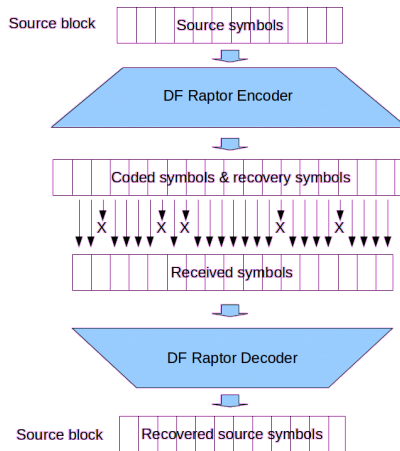 Source block
Source symbols
DF Raptor Encoder
Coded symbols & recovery symbols
X X X X X
Received symbols
DF Raptor Decoder
Source block
Recovered source symbols